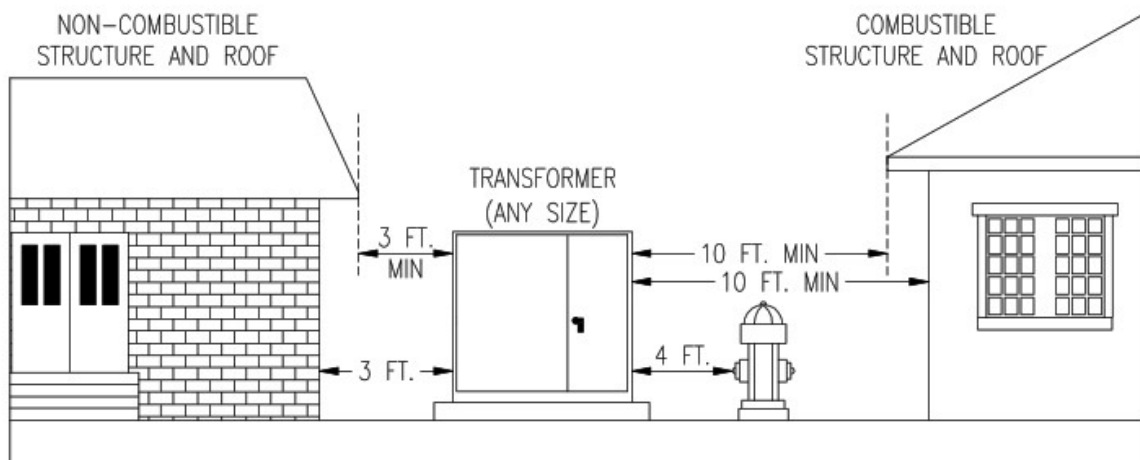 NON-COMBUSTIBLE
STRUCTURE AND ROOF
COMBUSTIBLE
STRUCTURE AND ROOF
TRANSFORMER
(ANY SIZE)
3 FT.
MIN
10 FT. MIN
10 FT. MIN
3 FT.
4 FT.